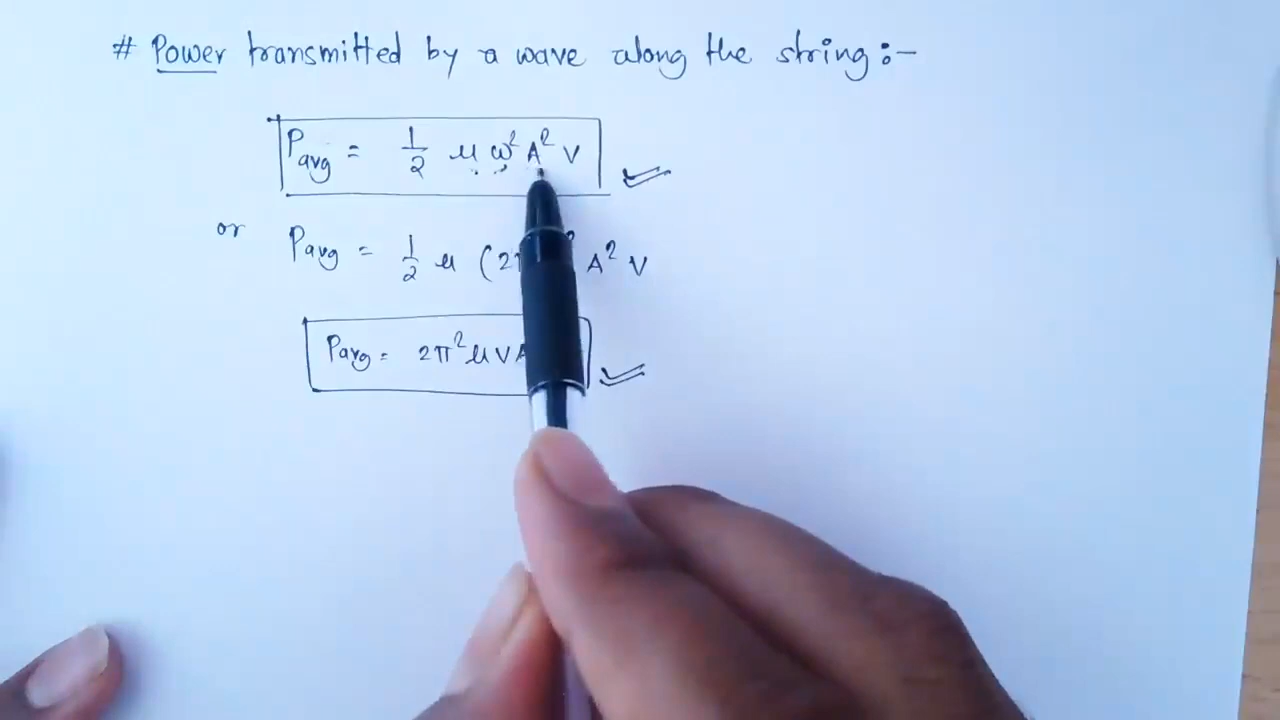 # Power transmitted by a wave along the string:-
Pavg = 1/2 μ ω² A² V
or Pavg = 1/2 μ (2 ² A² V
Pavg = 2π² μ V